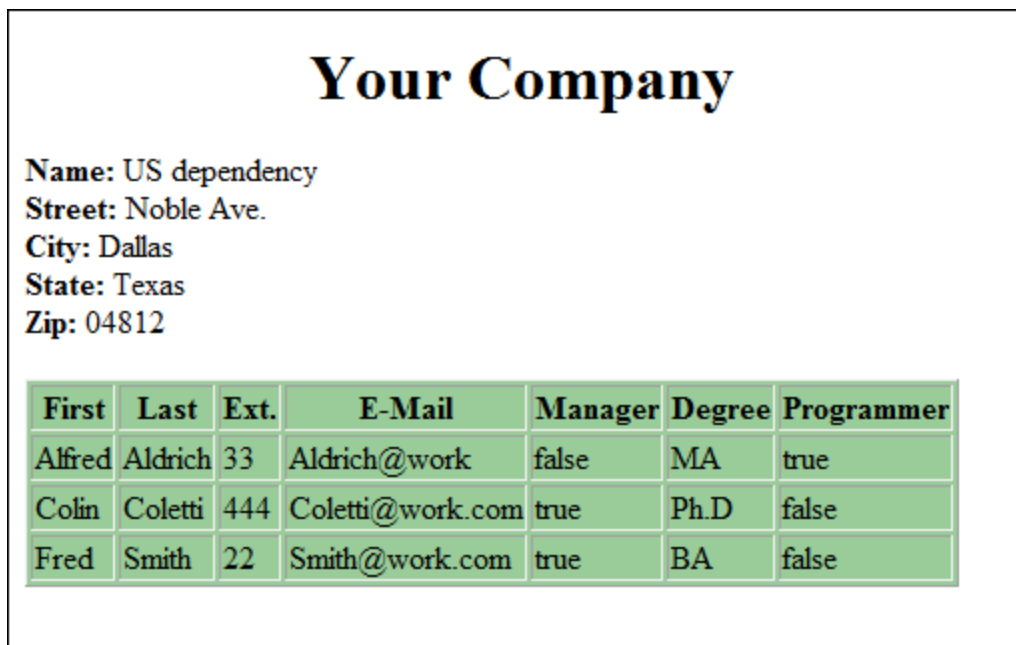 Your Company
Name: US dependency
Street: Noble Ave.
City: Dallas
State: Texas
Zip: 04812
First Last Ext. E-Mail Manager Degree Programmer
Alfred Aldrich 33 Aldrich@work false MA true
Colin Coletti 444 Coletti@work.com true Ph.D false
Fred Smith 22 Smith@work.com true BA false